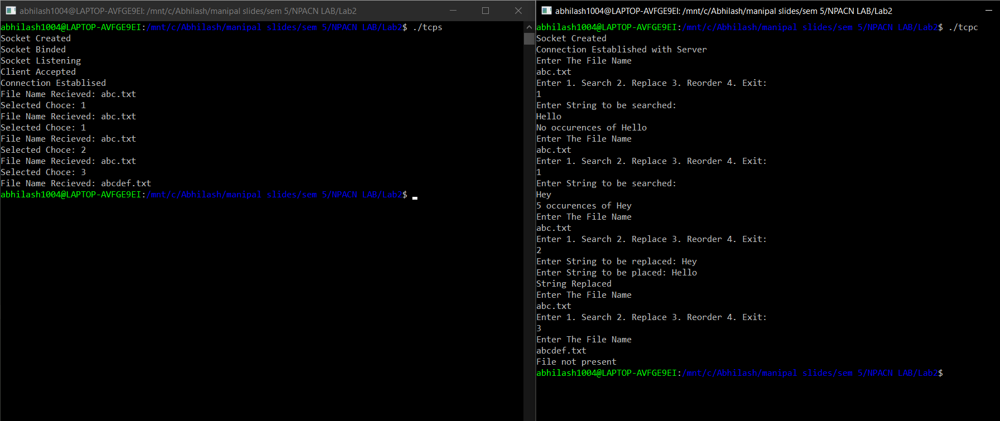 abhilash1004@LAPTOP-AVFGE9EI: /mnt/c/Abhilash/manipal slides/sem 5/NPACN LAB/Lab2
abhilash1004@LAPTOP-AVFGE9EI:/mnt/c/Abhilash/manipal slides/sem 5/NPACN LAB/Lab2$ ./tcps
Socket Created
Socket Binded
Socket Listening
Client Accepted
Connection Establised
File Name Recieved: abc.txt
Selected Choce: 1
File Name Recieved: abc.txt
Selected Choce: 1
File Name Recieved: abc.txt
Selected Choce: 2
File Name Recieved: abc.txt
Selected Choce: 3
File Name Recieved: abcdef.txt
abhilash1004@LAPTOP-AVFGE9EI:/mnt/c/Abhilash/manipal slides/sem 5/NPACN LAB/Lab2$
abhilash1004@LAPTOP-AVFGE9EI: /mnt/c/Abhilash/manipal slides/sem 5/NPACN LAB/Lab2
abhilash1004@LAPTOP-AVFGE9EI:/mnt/c/Abhilash/manipal slides/sem 5/NPACN LAB/Lab2$ ./tcpc
Socket Created
Connection Established with Server
Enter The File Name
abc.txt
Enter 1. Search 2. Replace 3. Reorder 4. Exit:
1
Enter String to be searched:
Hello
No occurences of Hello
Enter The File Name
abc.txt
Enter 1. Search 2. Replace 3. Reorder 4. Exit:
1
Enter String to be searched:
Hey
5 occurences of Hey
Enter The File Name
abc.txt
Enter 1. Search 2. Replace 3. Reorder 4. Exit:
2
Enter String to be replaced: Hey
Enter String to be placed: Hello
String Replaced
Enter The File Name
abc.txt
Enter 1. Search 2. Replace 3. Reorder 4. Exit:
3
Enter The File Name
abcdef.txt
File not present
abhilash1004@LAPTOP-AVFGE9EI:/mnt/c/Abhilash/manipal slides/sem 5/NPACN LAB/Lab2$